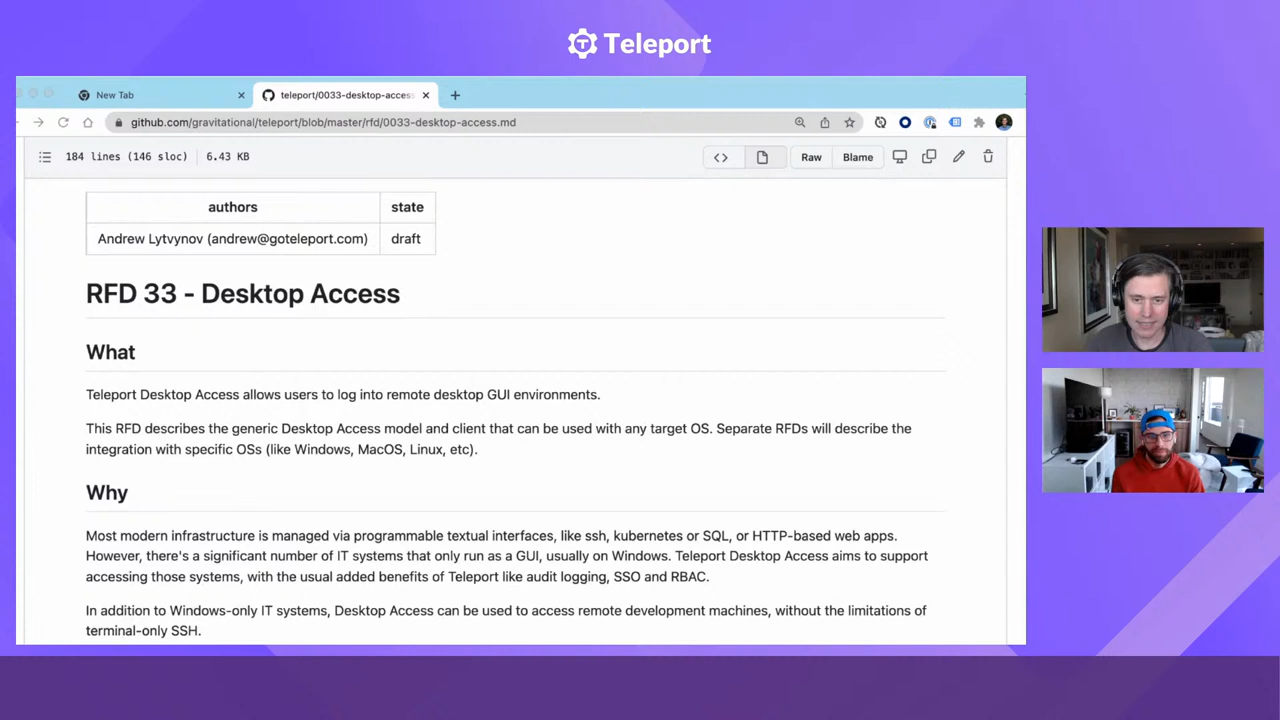 Teleport
New Tab
teleport/0033-desktop-access
github.com/gravitational/teleport/blob/master/rfd/0033-desktop-access.md
184 lines (146 sloc) 6.43 KB
Raw
Blame
authors state
Andrew Lytvynov (andrew@goteleport.com) draft
RFD 33 - Desktop Access
What
Teleport Desktop Access allows users to log into remote desktop GUI environments.
This RFD describes the generic Desktop Access model and client that can be used with any target OS. Separate RFDs will describe the
integration with specific OSs (like Windows, MacOS, Linux, etc).
Why
Most modern infrastructure is managed via programmable textual interfaces, like ssh, kubernetes or SQL, or HTTP-based web apps.
However, there's a significant number of IT systems that only run as a GUI, usually on Windows. Teleport Desktop Access aims to support
accessing those systems, with the usual added benefits of Teleport like audit logging, SSO and RBAC.
In addition to Windows-only IT systems, Desktop Access can be used to access remote development machines, without the limitations of
terminal-only SSH.